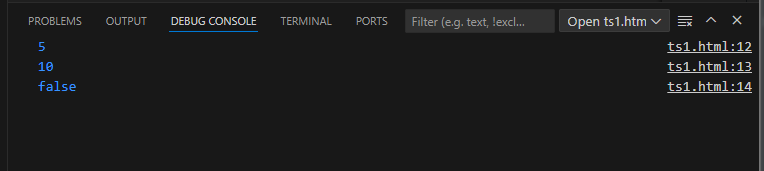 PROBLEMS OUTPUT DEBUG CONSOLE TERMINAL PORTS Filter (e.g. text, !excl... Open ts1.htm
5 ts1.html:12
10 ts1.html:13
false ts1.html:14